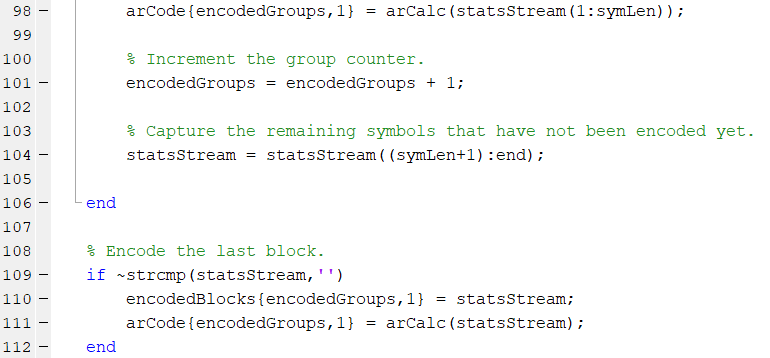 98 – arCode{encodedGroups,1} = arCalc(statsStream(1:symLen));
99
100 % Increment the group counter.
101 – encodedGroups = encodedGroups + 1;
102
103 % Capture the remaining symbols that have not been encoded yet.
104 – statsStream = statsStream((symLen+1):end);
105
106 – end
107
108 % Encode the last block.
109 – if ~strcmp(statsStream,'')
110 – encodedBlocks{encodedGroups,1} = statsStream;
111 – arCode{encodedGroups,1} = arCalc(statsStream);
112 – end